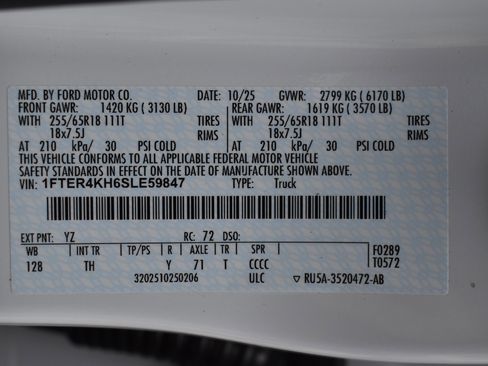 MFD. BY FORD MOTOR CO. DATE: 10/25 GVWR: 2799 KG ( 6170 LB)
FRONT GAWR: 1420 KG ( 3130 LB) REAR GAWR: 1619 KG ( 3570 LB)
WITH 255/65R18 111T TIRES WITH 255/65R18 111T TIRES
18x7.5J RIMS 18x7.5J RIMS
AT 210 kPa/ 30 PSI COLD AT 210 kPa/ 30 PSI COLD
THIS VEHICLE CONFORMS TO ALL APPLICABLE FEDERAL MOTOR VEHICLE
SAFETY STANDARDS IN EFFECT ON THE DATE OF MANUFACTURE SHOWN ABOVE.
VIN: 1FTER4KH6SLE59847 TYPE: Truck
EXT PNT: YZ RC: 72 DSO: F0289
WB INT TR TP/PS R AXLE TR SPR T0572
128 TH Y 71 T CCCC
3202510250206 ULC RU5A-3520472-AB